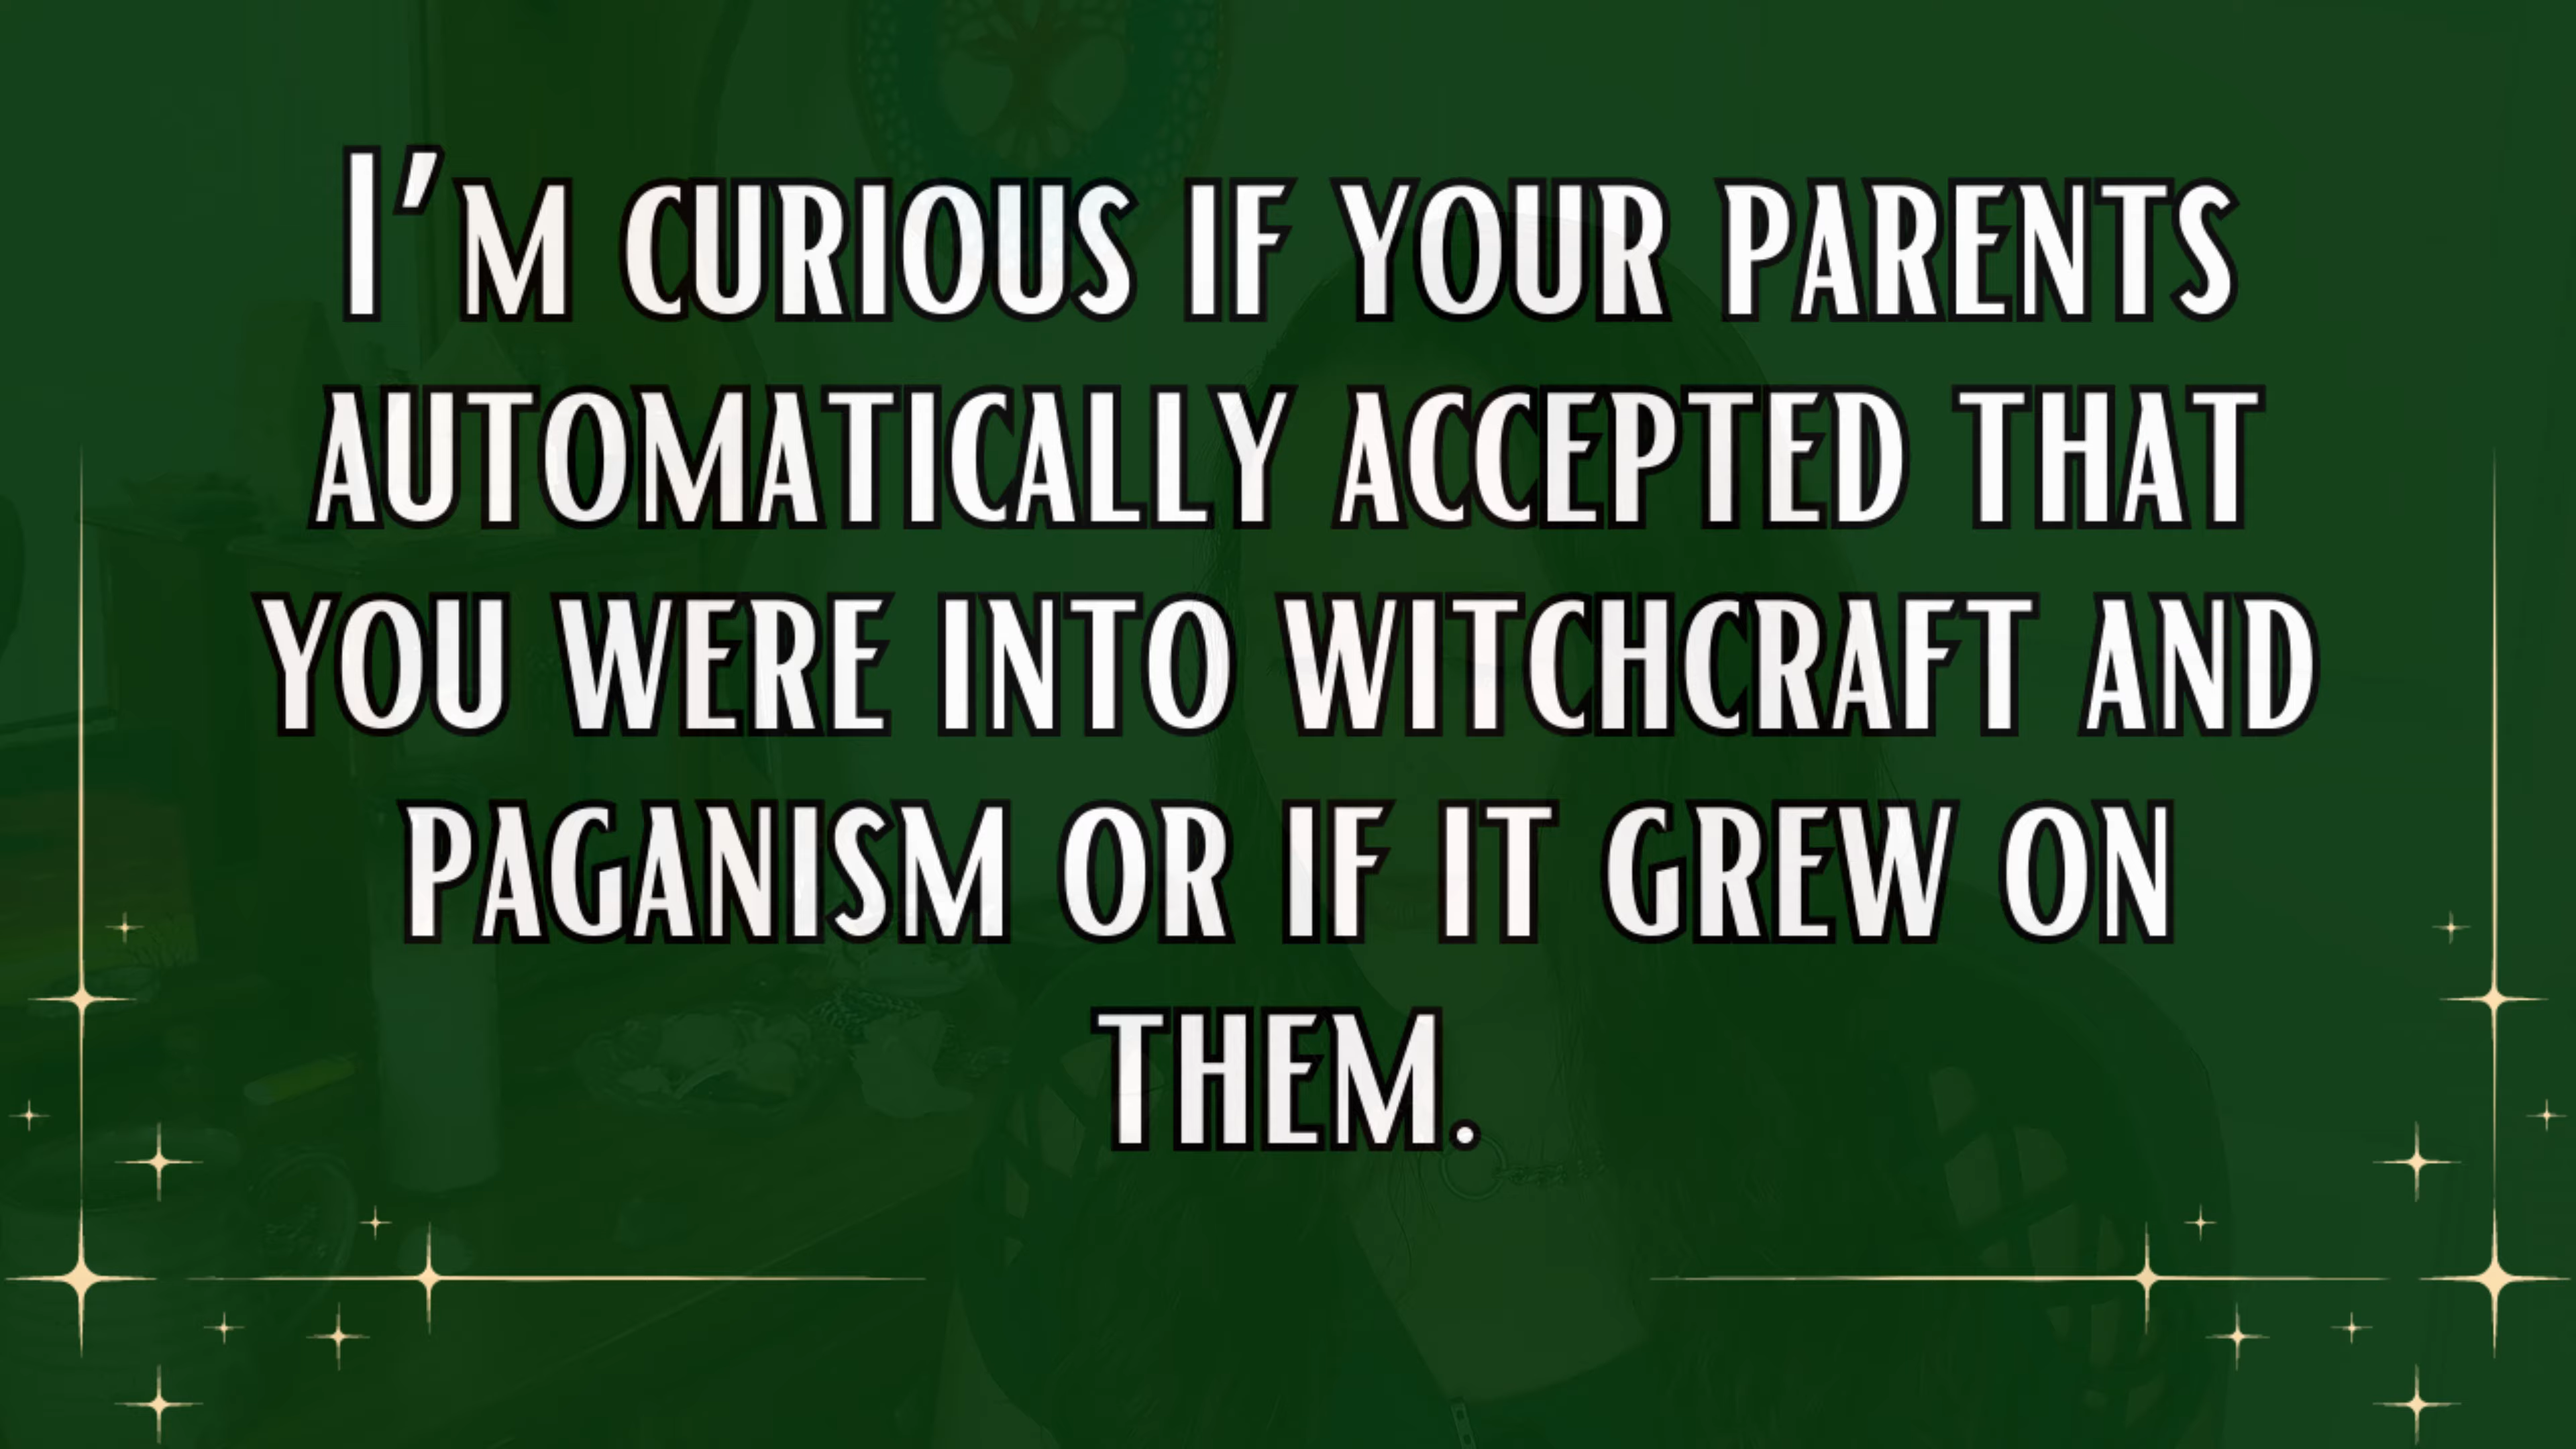 I'm curious if your parents
automatically accepted that
you were into witchcraft and
paganism or if it grew on
them.